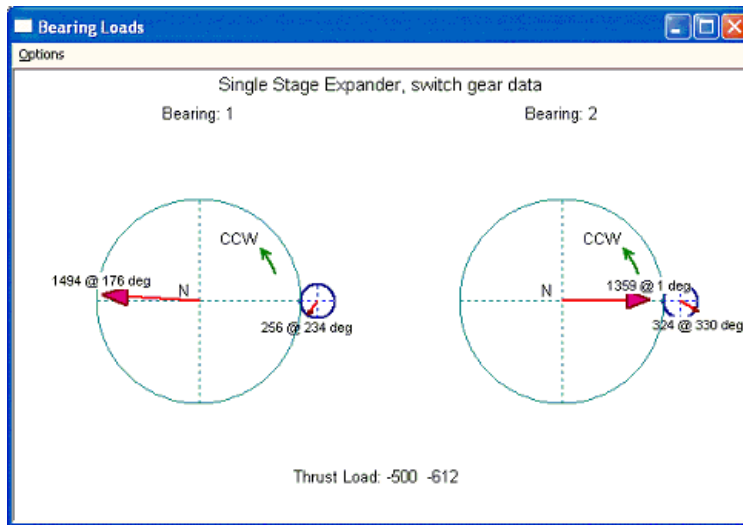 Bearing Loads
Options
Single Stage Expander, switch gear data
Bearing: 1
Bearing: 2
CCW
CCW
1494 @ 176 deg
N
N
1359 @ 1 deg
256 @ 234 deg
324 @ 330 deg
Thrust Load: -500 -612